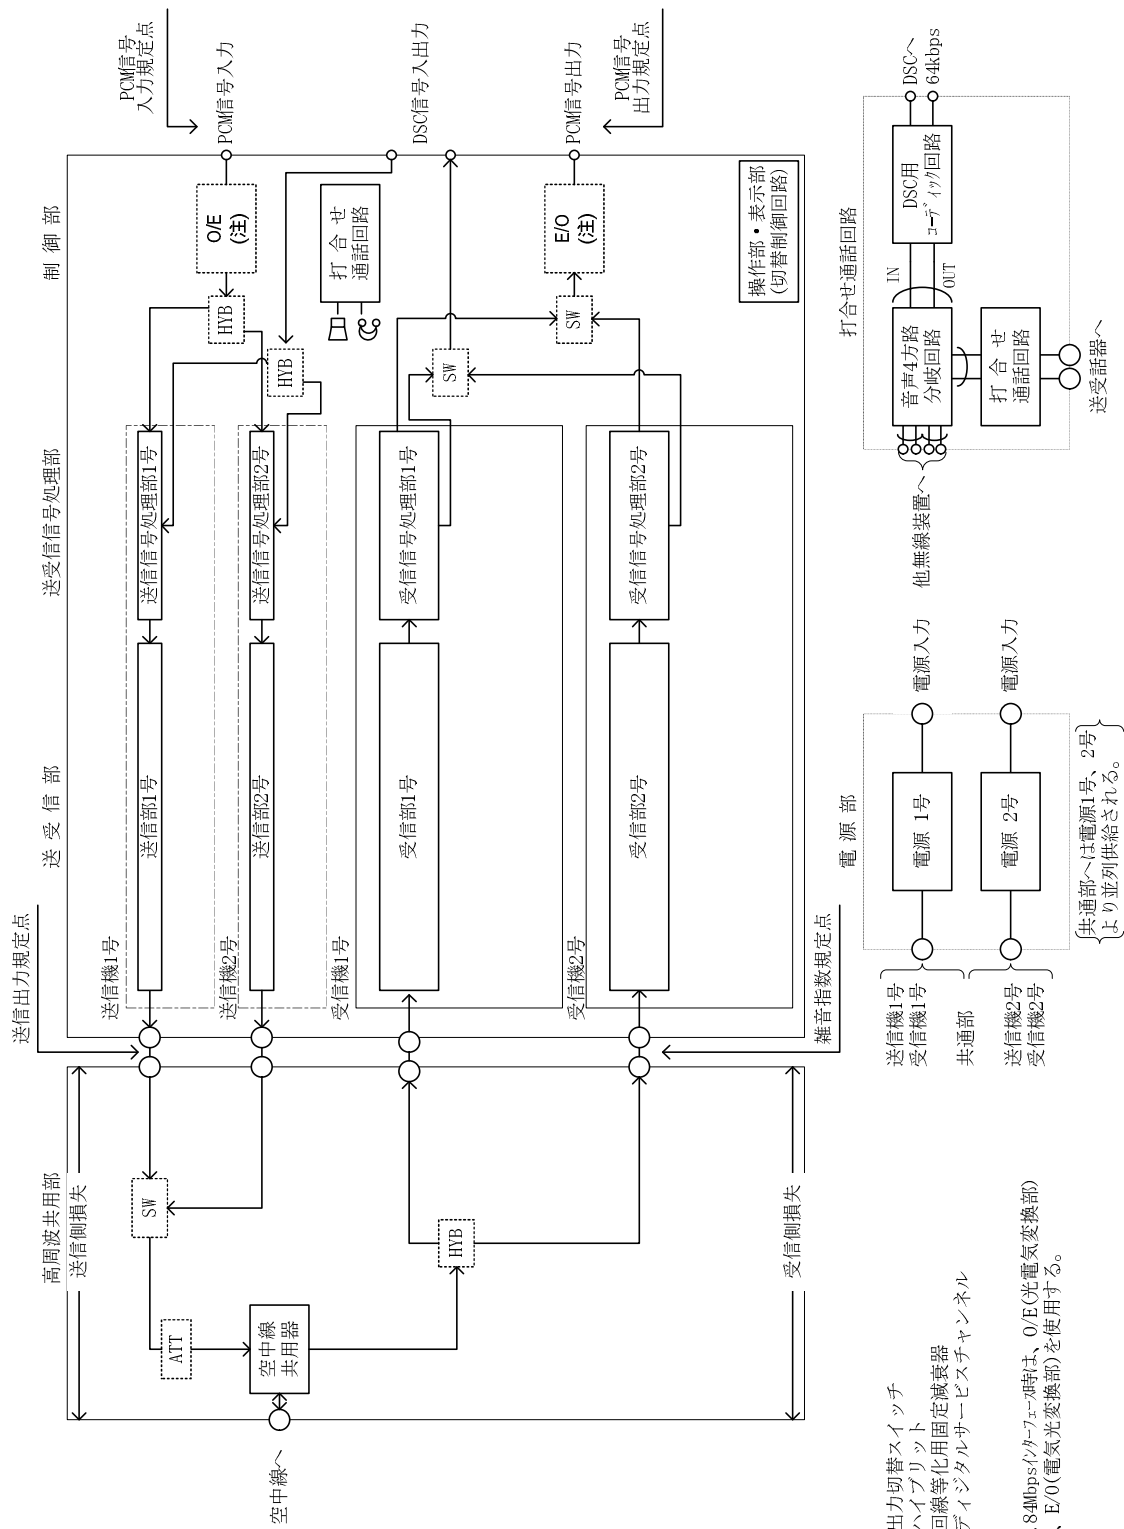 高周波共用部
送信出力規定点
送 受 信 部
送受信信号処理部
制 御 部
送信側損失
送信機1号
送信部1号
送信信号処理部1号
PCM信号
入力規定点
PCM信号入力
O/E
(注)
HYB
SW
ATT
送信機2号
送信部2号
送信信号処理部2号
HYB
打 合 せ
通話回路
DSC信号入出力
空中線へ
空中線
共用器
受信機1号
受信部1号
受信信号処理部1号
SW
HYB
SW
E/O
(注)
PCM信号出力
PCM信号
出力規定点
受信機2号
受信部2号
受信信号処理部2号
操作部・表示部
(切替制御回路)
受信側損失
雑音指数規定点
電 源 部
送信機1号
受信機1号
共通部
送信機2号
受信機2号
電源 1号
電源 2号
電源入力
電源入力
共通部へは電源1号、2号
より並列供給される。
打合せ通話回路
他無線装置へ
音声4方路
分岐回路
IN
OUT
DSC用
コーディック回路
DSCへ
64kbps
打 合 せ
通話回路
送受話器へ
出力切替スイッチ
ハイブリット
回線等化用固定減衰器
ディジタルサービスチャンネル
.84Mbpsインターフェース時は、O/E(光電気変換部)
、E/O(電気光変換部)を使用する。